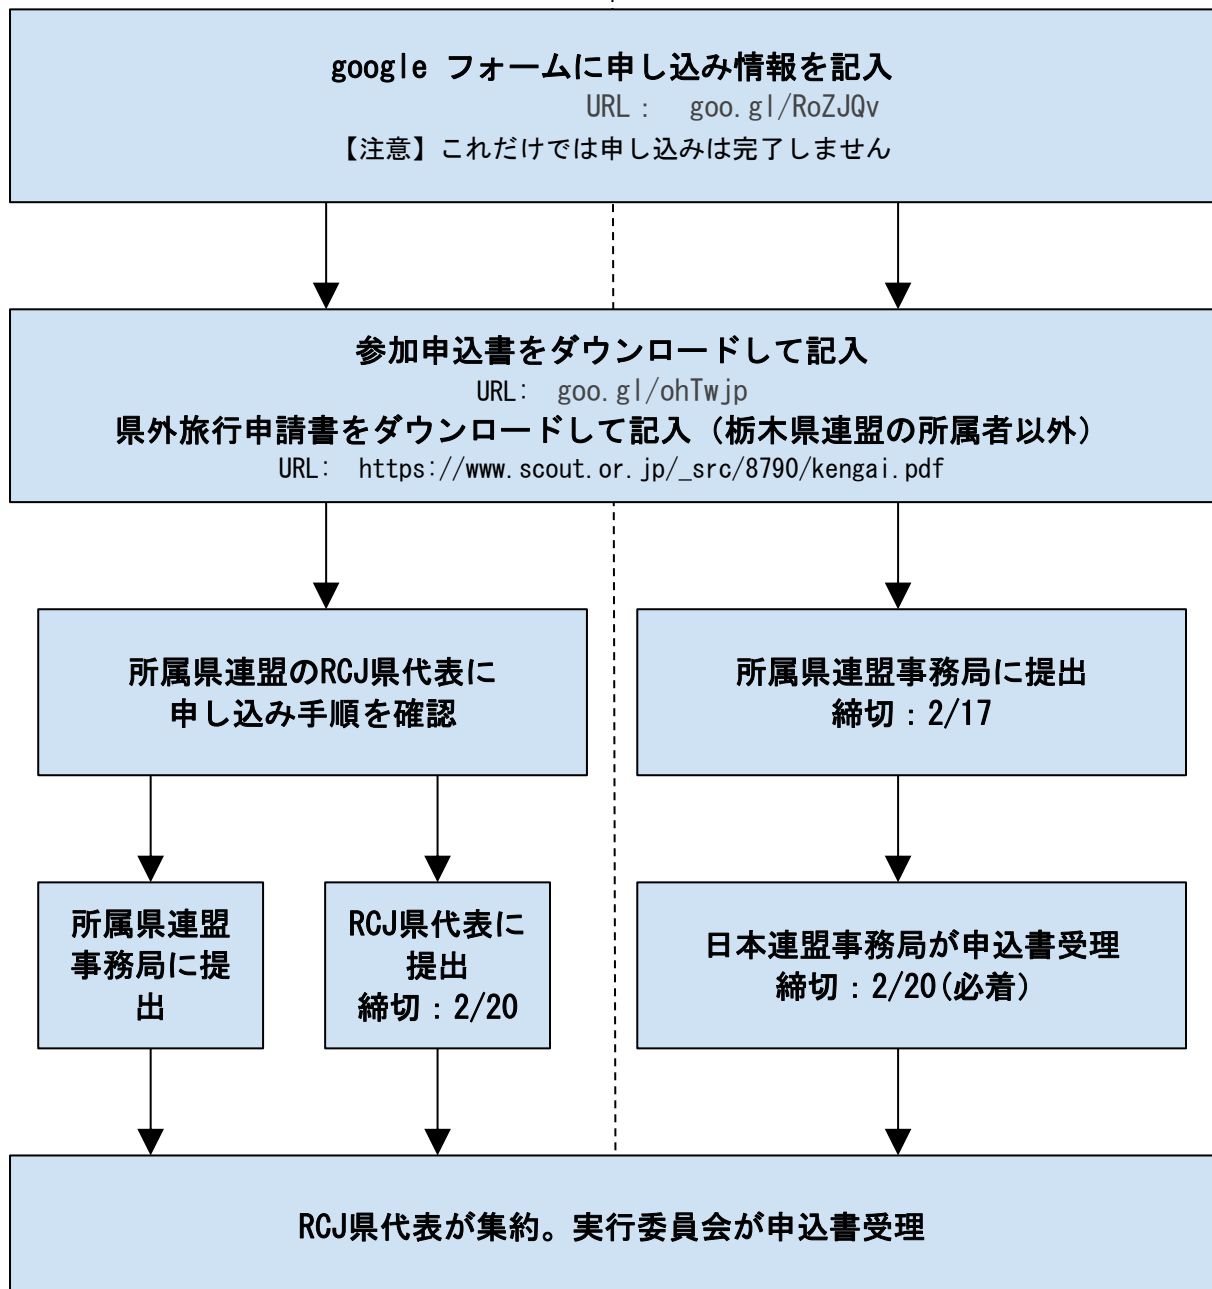 google フォームに申し込み情報を記入
URL： goo.gl/RoZJQv
【注意】これだけでは申し込みは完了しません
参加申込書をダウンロードして記入
URL： goo.gl/ohTwjp
県外旅行申請書をダウンロードして記入（栃木県連盟の所属者以外）
URL： https://www.scout.or.jp/_src/8790/kengai.pdf
所属県連盟のRCJ県代表に
申し込み手順を確認
所属県連盟事務局に提出
締切：2/17
所属県連盟
事務局に提
出
RCJ県代表に
提出
締切：2/20
日本連盟事務局が申込書受理
締切：2/20(必着)
RCJ県代表が集約。実行委員会が申込書受理